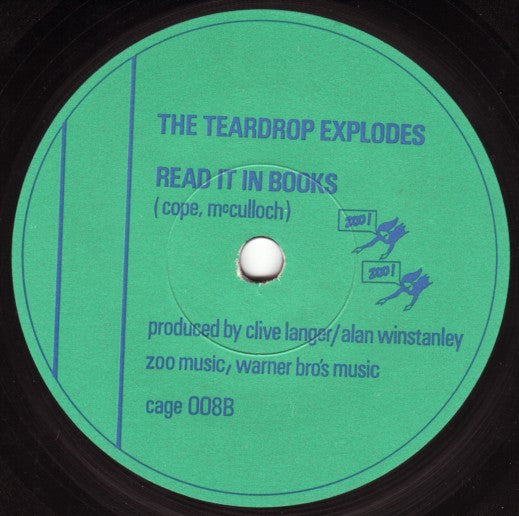 THE TEARDROP EXPLODES
READ IT IN BOOKS
(cope, mcculloch)
ZOO!
ZOO!
produced by clive langer/alan winstanley
zoo music, warner bro's music
cage 008B